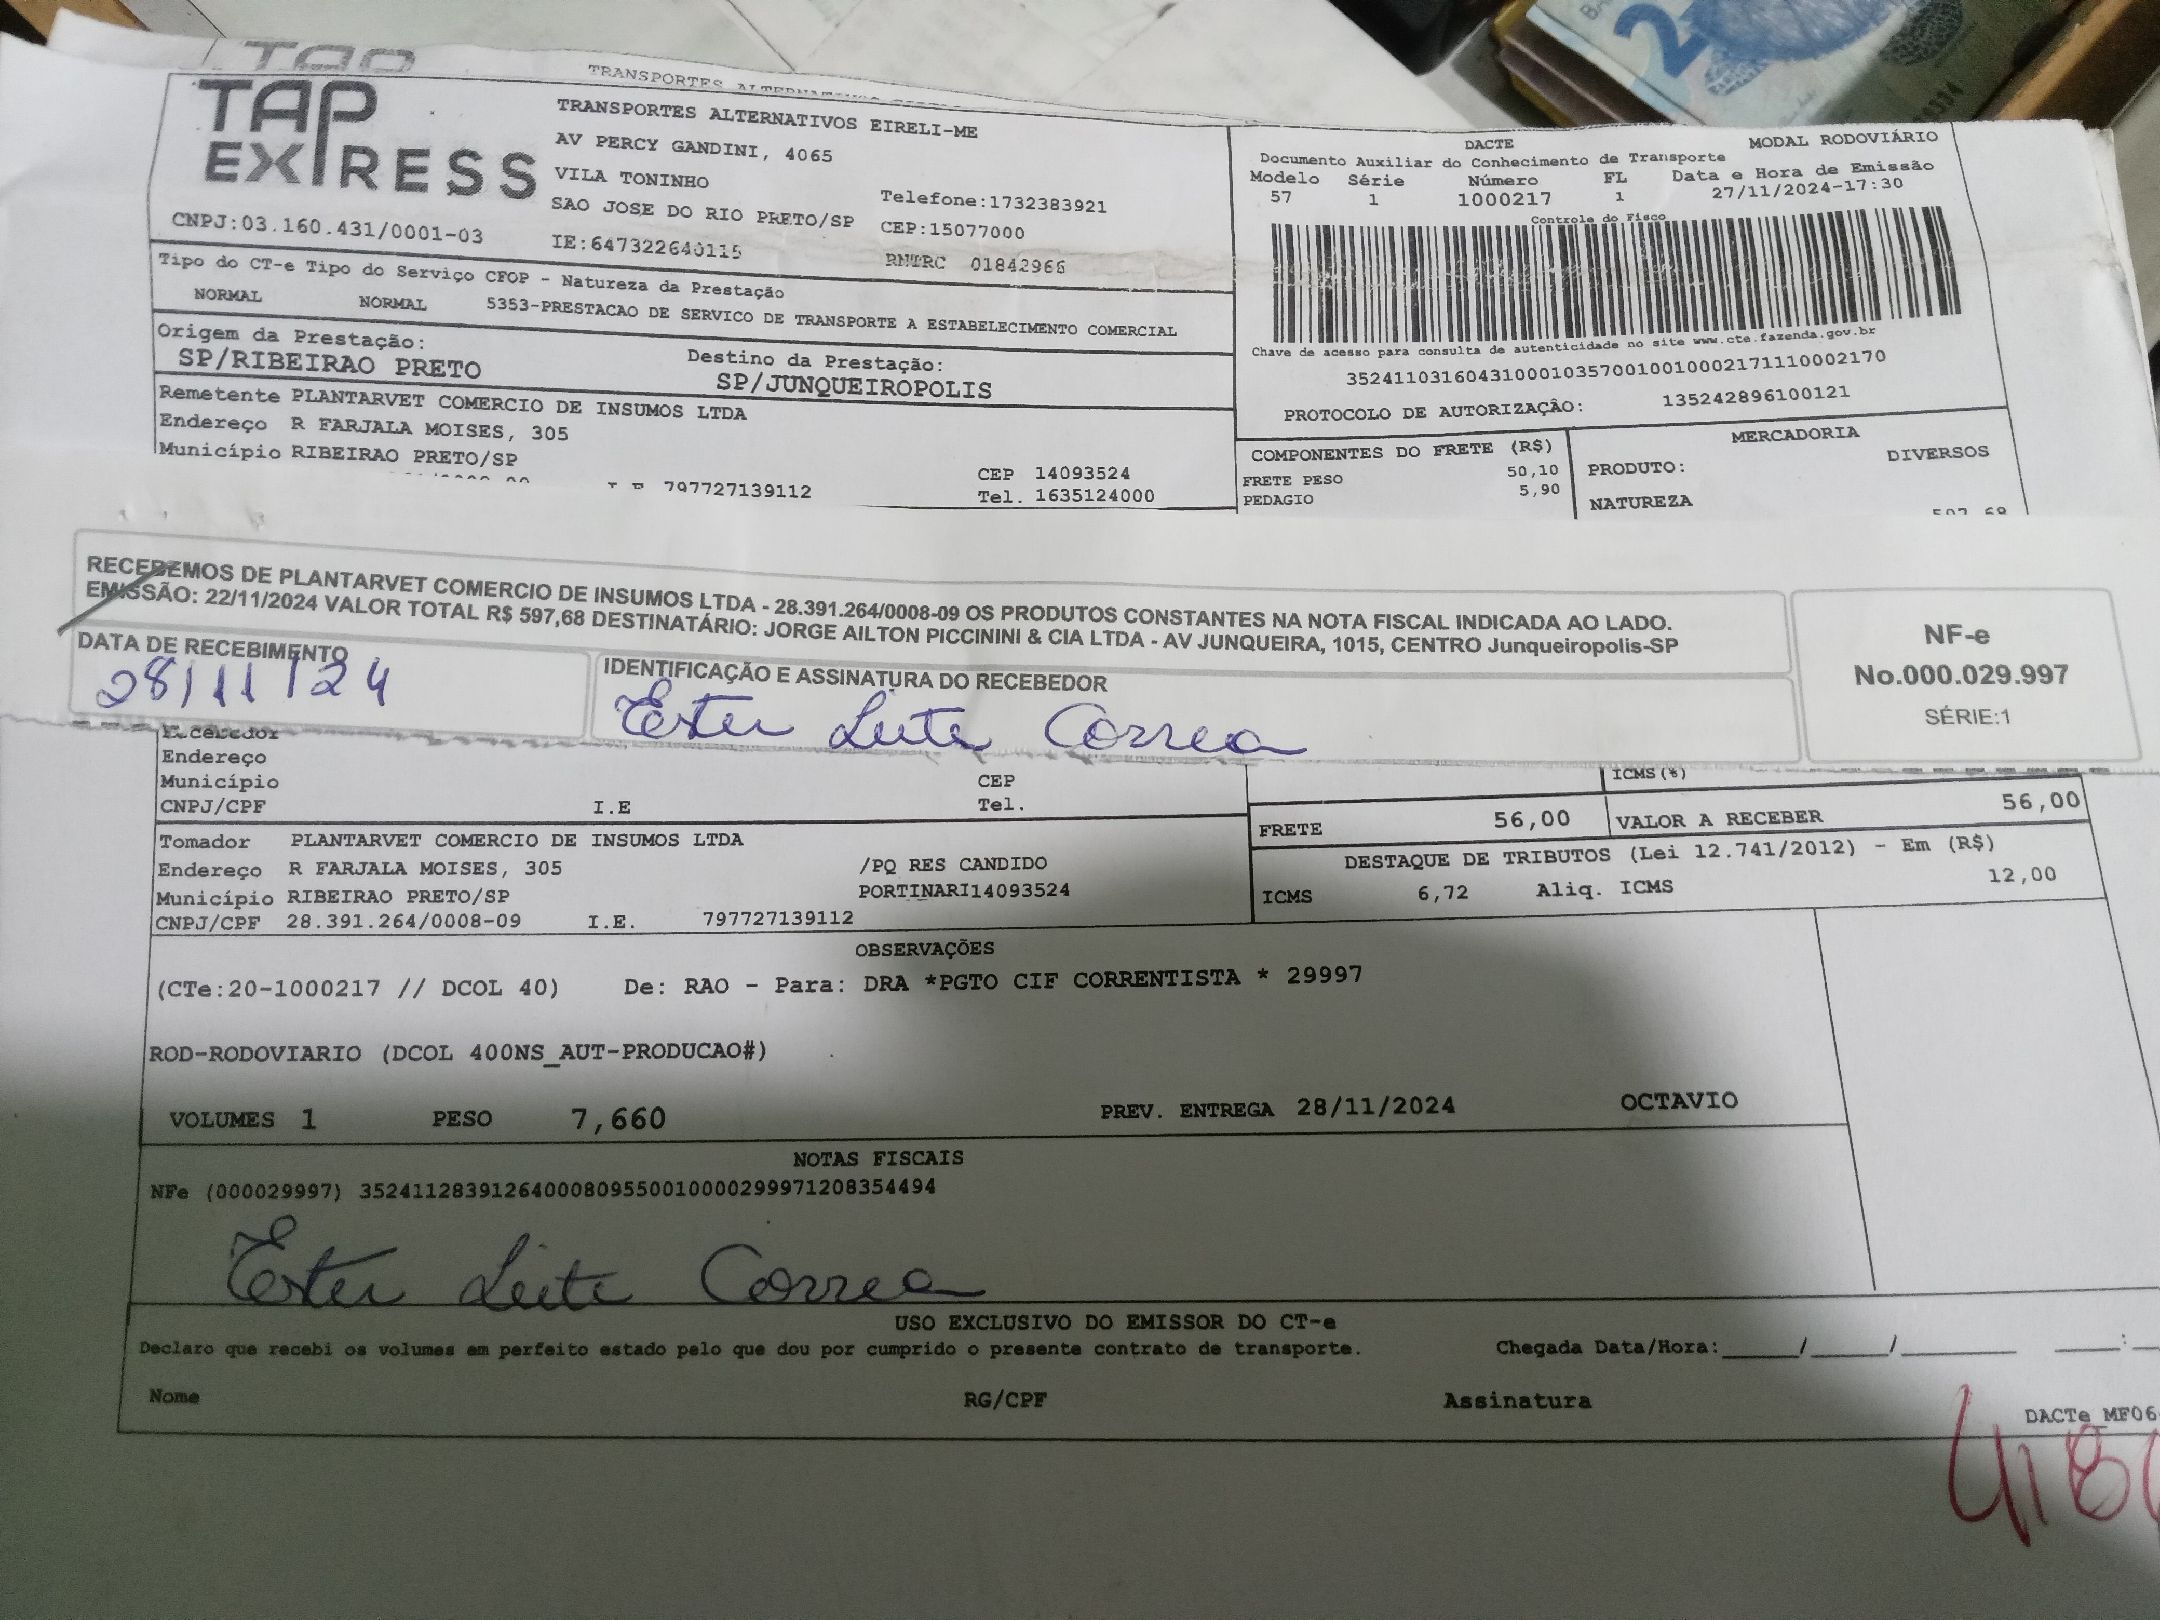 TAP
TRANSPORTES ALTERNATIVOS
TAP EXPRESS
TRANSPORTES ALTERNATIVOS EIRELI-ME
AV PERCY GANDINI, 4065
VILA TONINHO
SAO JOSE DO RIO PRETO/SP
Telefone:1732383921
CEP:15077000
CNPJ:03.160.431/0001-03
IE:647322640115
RNTRC 01842966
DACTE
MODAL RODOVIÁRIO
Documento Auxiliar do Conhecimento de Transporte
Modelo Série Número FL Data e Hora de Emissão
57 1 1000217 1 27/11/2024-17:30
Controle do Fisco
Chave de acesso para consulta de autenticidade no site www.cte.fazenda.gov.br
35241103160431000103570010010002171110002170
PROTOCOLO DE AUTORIZAÇÃO: 135242896100121
Tipo do CT-e Tipo do Serviço CFOP - Natureza da Prestação
NORMAL NORMAL 5353-PRESTACAO DE SERVICO DE TRANSPORTE A ESTABELECIMENTO COMERCIAL
Origem da Prestação:
SP/RIBEIRAO PRETO
Destino da Prestação:
SP/JUNQUEIROPOLIS
Remetente PLANTARVET COMERCIO DE INSUMOS LTDA
Endereço R FARJALA MOISES, 305
Município RIBEIRAO PRETO/SP
CEP 14093524
797727139112
Tel. 1635124000
COMPONENTES DO FRETE (R$)
FRETE PESO 50,10
PEDAGIO 5,90
MERCADORIA
PRODUTO: DIVERSOS
NATUREZA
RECEBEMOS DE PLANTARVET COMERCIO DE INSUMOS LTDA - 28.391.264/0008-09 OS PRODUTOS CONSTANTES NA NOTA FISCAL INDICADA AO LADO.
EMISSÃO: 22/11/2024 VALOR TOTAL R$ 597,68 DESTINATÁRIO: JORGE AILTON PICCININI & CIA LTDA - AV JUNQUEIRA, 1015, CENTRO Junqueiropolis-SP
DATA DE RECEBIMENTO
28/11/24
IDENTIFICAÇÃO E ASSINATURA DO RECEBEDOR
Ester Leite Correa
NF-e
No.000.029.997
SÉRIE:1
Recebedor
Endereço
Município
CEP
CNPJ/CPF
I.E
Tel.
ICMS(%)
FRETE 56,00
VALOR A RECEBER 56,00
DESTAQUE DE TRIBUTOS (Lei 12.741/2012) - Em (R$)
ICMS 6,72 Aliq. ICMS 12,00
Tomador PLANTARVET COMERCIO DE INSUMOS LTDA
Endereço R FARJALA MOISES, 305 /PQ RES CANDIDO
Município RIBEIRAO PRETO/SP PORTINARI14093524
CNPJ/CPF 28.391.264/0008-09 I.E. 797727139112
OBSERVAÇÕES
(CTe:20-1000217 // DCOL 40) De: RAO - Para: DRA *PGTO CIF CORRENTISTA * 29997
ROD-RODOVIARIO (DCOL 400NS_AUT-PRODUCAO#)
VOLUMES 1 PESO 7,660 PREV. ENTREGA 28/11/2024 OCTAVIO
NOTAS FISCAIS
NFe (000029997) 35241128391264000809550010000299971208354494
Ester Leite Correa
USO EXCLUSIVO DO EMISSOR DO CT-e
Declaro que recebi os volumes em perfeito estado pelo que dou por cumprido o presente contrato de transporte.
Chegada Data/Hora:_____/_____/_______ ____:__
Nome
RG/CPF
Assinatura
DACTe_MF06